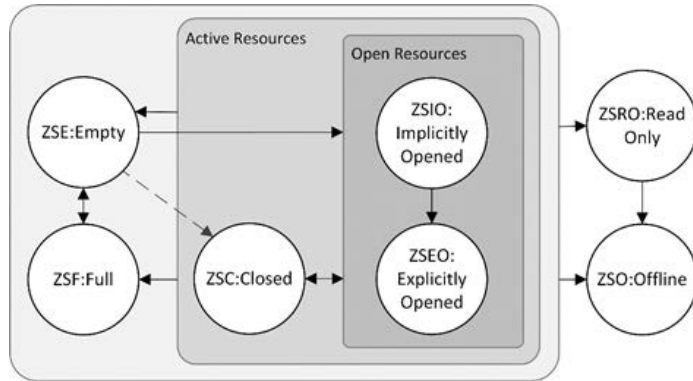 Active Resources
Open Resources
ZSE:Empty
ZSIO:
Implicitly
Opened
ZSRO:Read
Only
ZSF:Full
ZSC:Closed
ZSEO:
Explicitly
Opened
ZSO:Offline